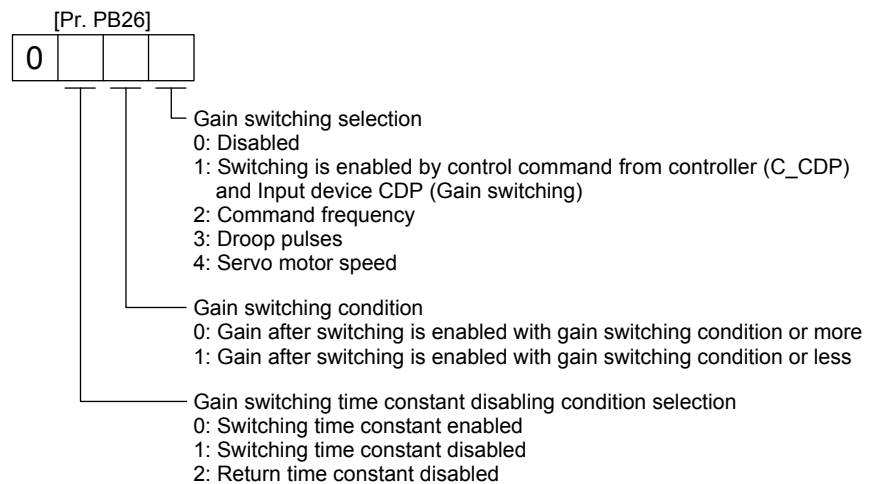 [Pr. PB26]
0
Gain switching selection
0: Disabled
1: Switching is enabled by control command from controller (C_CDP)
and Input device CDP (Gain switching)
2: Command frequency
3: Droop pulses
4: Servo motor speed
Gain switching condition
0: Gain after switching is enabled with gain switching condition or more
1: Gain after switching is enabled with gain switching condition or less
Gain switching time constant disabling condition selection
0: Switching time constant enabled
1: Switching time constant disabled
2: Return time constant disabled